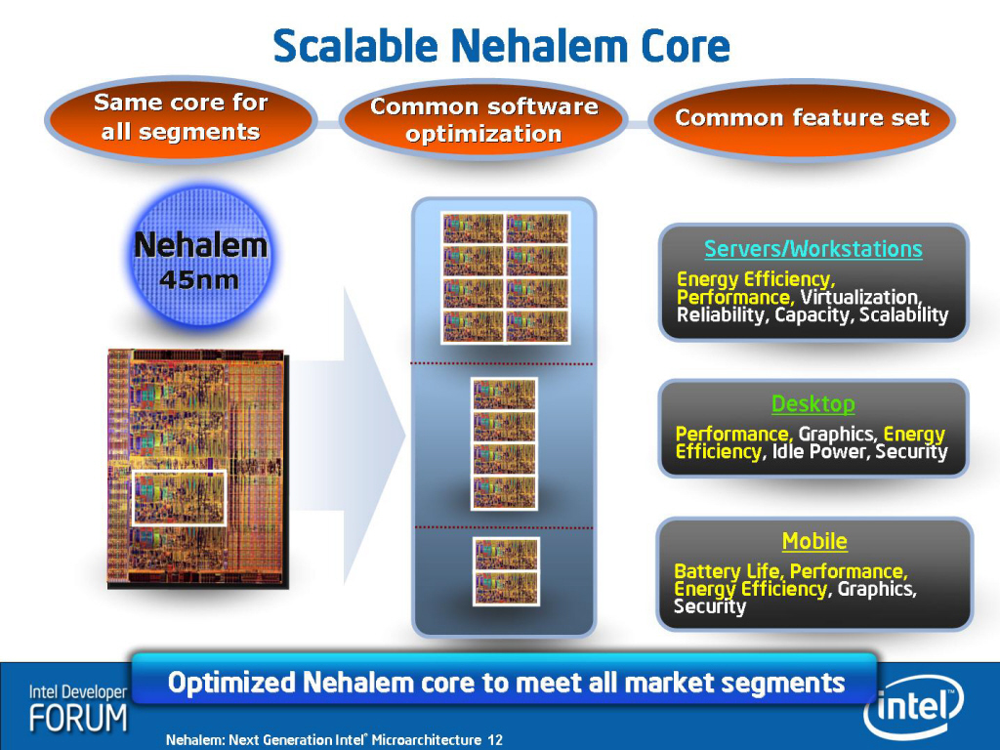 Scalable Nehalem Core
Same core for
all segments
Common software
optimization
Common feature set
Nehalem
45nm
Servers/Workstations
Energy Efficiency,
Performance, Virtualization,
Reliability, Capacity, Scalability
Desktop
Performance, Graphics, Energy
Efficiency, Idle Power, Security
Mobile
Battery Life, Performance,
Energy Efficiency, Graphics,
Security
Optimized Nehalem core to meet all market segments
Intel Developer
FORUM
intel™
Nehalem: Next Generation Intel® Microarchitecture 12